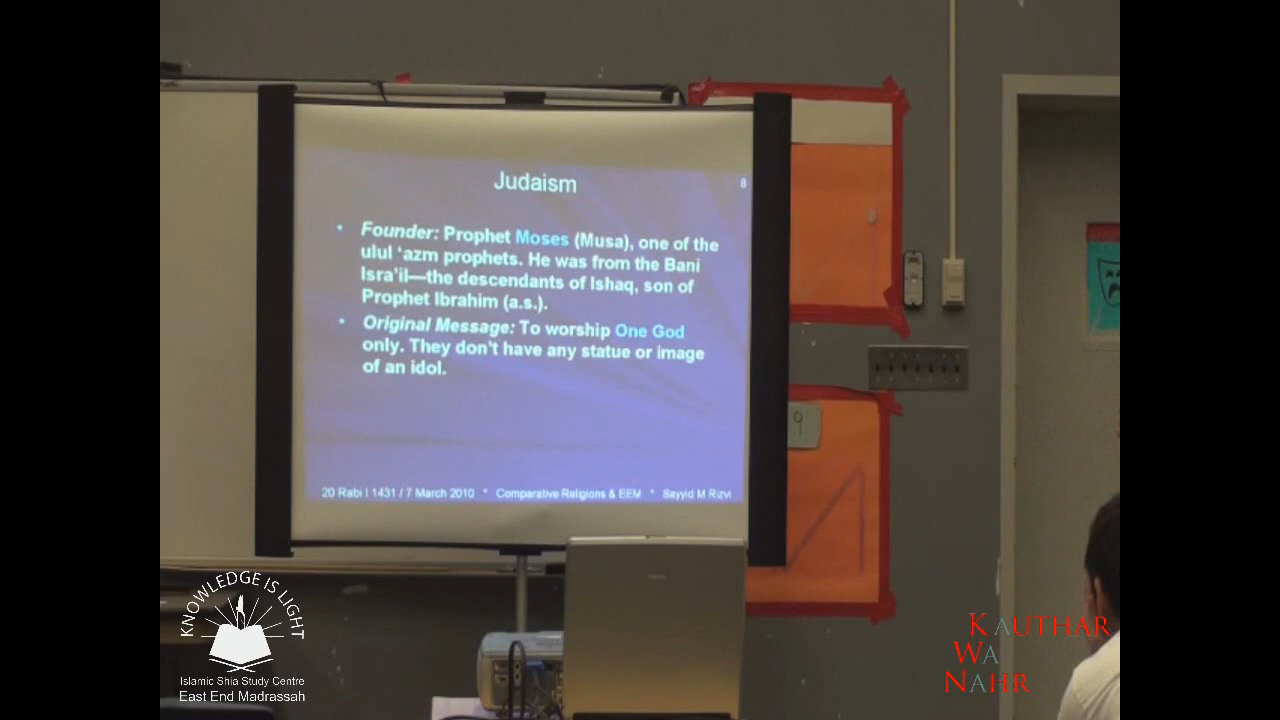 Judaism
8
• Founder: Prophet Moses (Musa), one of the
ulul ‘azm prophets. He was from the Bani
Isra’il—the descendants of Ishaq, son of
Prophet Ibrahim (a.s.).
• Original Message: To worship One God
only. They don’t have any statue or image
of an idol.
20 Rabi I 1431 / 7 March 2010 * Comparative Religions & EEM * Sayyid M Rizvi
9
KNOWLEDGE IS LIGHT
Islamic Shia Study Centre
East End Madrassah
KAUTHAR
WA
NAHR